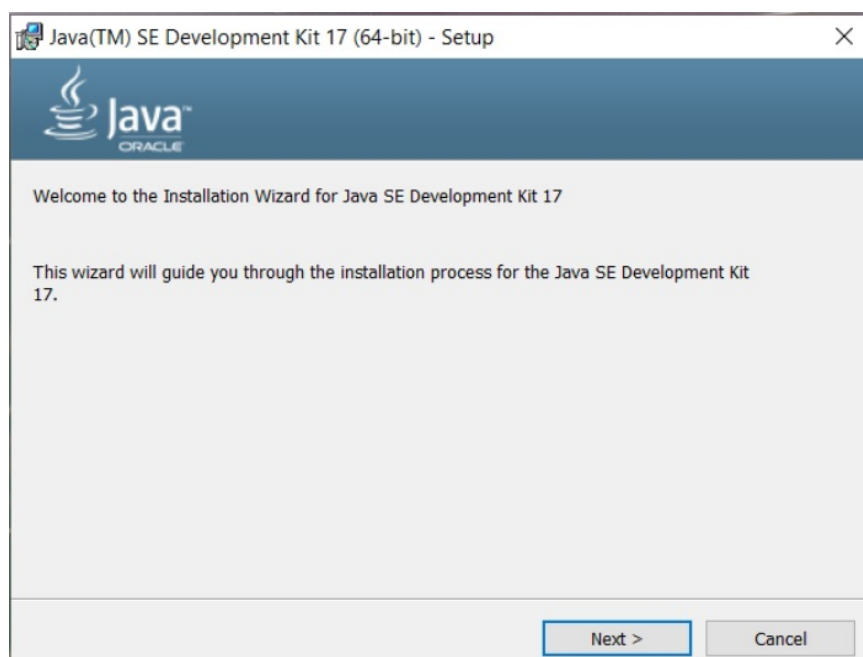 Java(TM) SE Development Kit 17 (64-bit) - Setup
Java™
ORACLE
Welcome to the Installation Wizard for Java SE Development Kit 17
This wizard will guide you through the installation process for the Java SE Development Kit
17.
Next >
Cancel